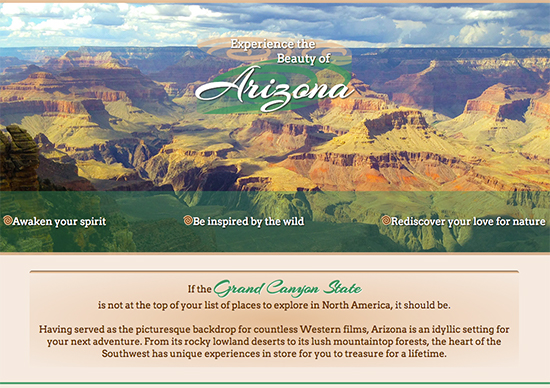 Experience the
Beauty of
Arizona
Awaken your spirit
Be inspired by the wild
Rediscover your love for nature
If the Grand Canyon State
is not at the top of your list of places to explore in North America, it should be.
Having served as the picturesque backdrop for countless Western films, Arizona is an idyllic setting for
your next adventure. From its rocky lowland deserts to its lush mountaintop forests, the heart of the
Southwest has unique experiences in store for you to treasure for a lifetime.